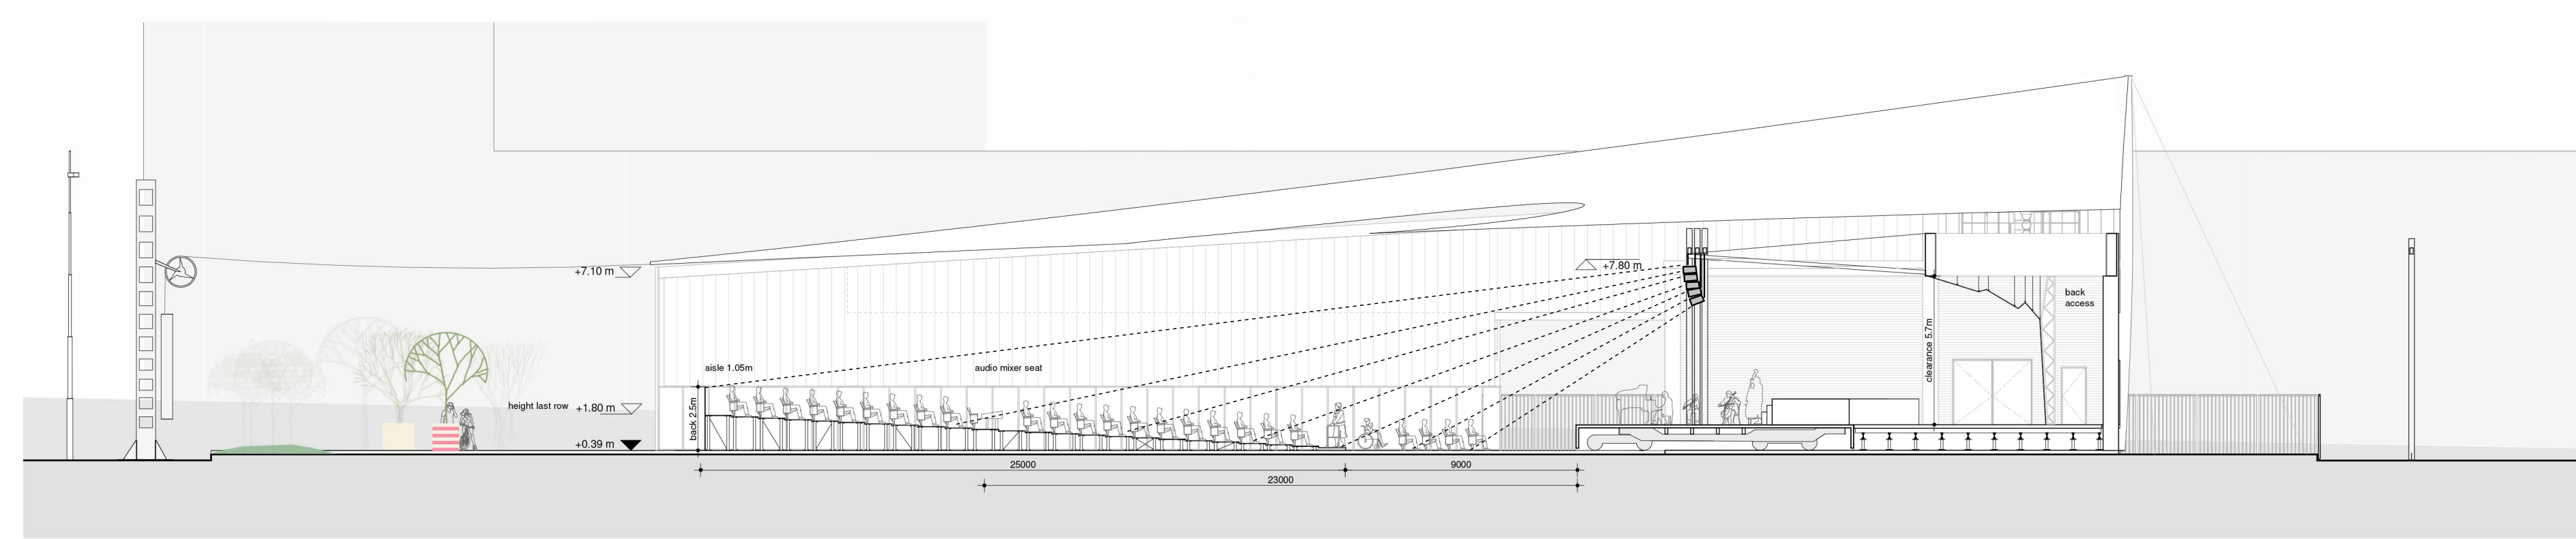 +7.10 m
+7.80 m
back
access
clearance 5.7m
aisle 1.05m
audio mixer seat
height last row +1.80 m
back 2.5m
+0.39 m
25000
9000
23000